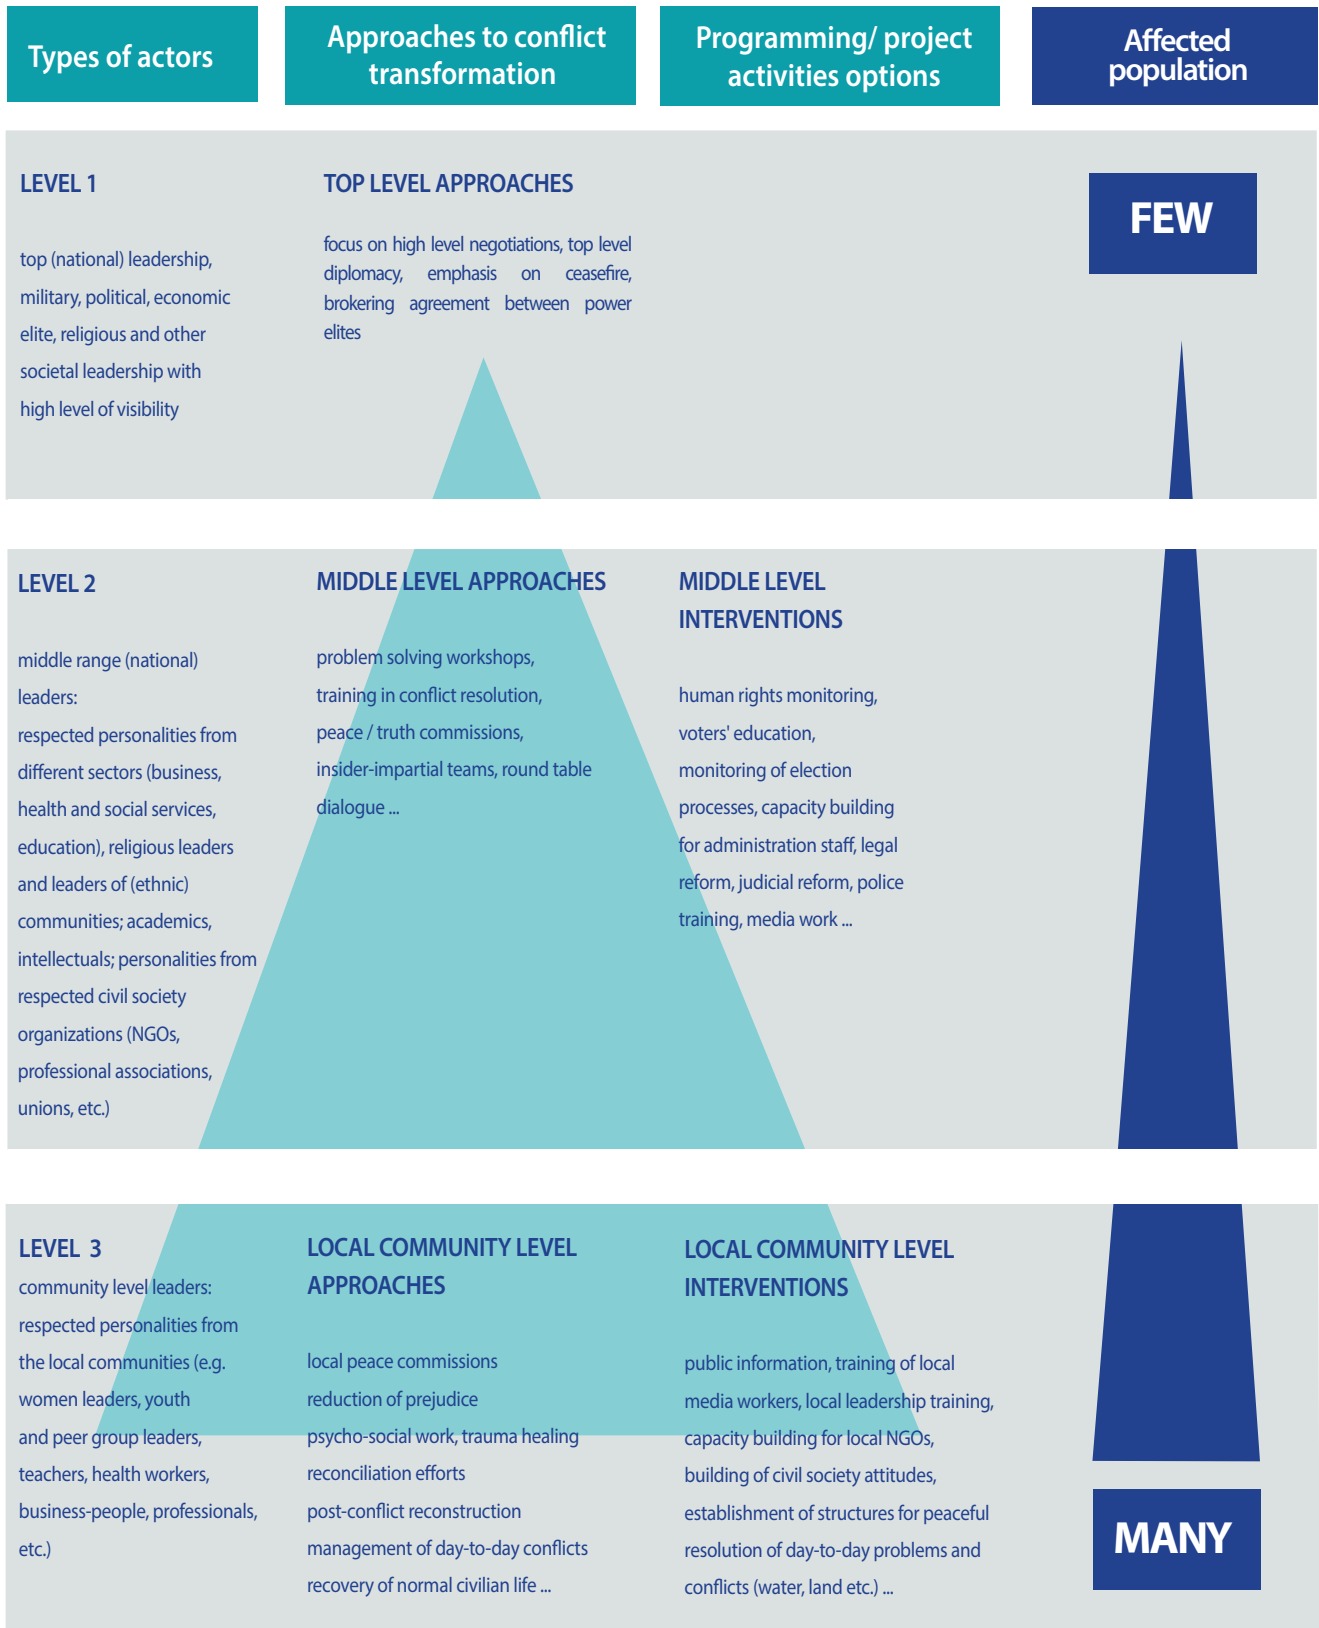 Types of actors
Approaches to conflict
transformation
Programming/ project
activities options
Affected
population
LEVEL 1
top (national) leadership,
military, political, economic
elite, religious and other
societal leadership with
high level of visibility
TOP LEVEL APPROACHES
focus on high level negotiations, top level
diplomacy, emphasis on ceasefire,
brokering agreement between power
elites
FEW
LEVEL 2
middle range (national)
leaders:
respected personalities from
different sectors (business,
health and social services,
education), religious leaders
and leaders of (ethnic)
communities; academics,
intellectuals; personalities from
respected civil society
organizations (NGOs,
professional associations,
unions, etc.)
MIDDLE LEVEL APPROACHES
problem solving workshops,
training in conflict resolution,
peace / truth commissions,
insider-impartial teams, round table
dialogue ...
MIDDLE LEVEL
INTERVENTIONS
human rights monitoring,
voters' education,
monitoring of election
processes, capacity building
for administration staff, legal
reform, judicial reform, police
training, media work ...
LEVEL 3
community level leaders:
respected personalities from
the local communities (e.g.
women leaders, youth
and peer group leaders,
teachers, health workers,
business-people, professionals,
etc.)
LOCAL COMMUNITY LEVEL
APPROACHES
local peace commissions
reduction of prejudice
psycho-social work, trauma healing
reconciliation efforts
post-conflict reconstruction
management of day-to-day conflicts
recovery of normal civilian life ...
LOCAL COMMUNITY LEVEL
INTERVENTIONS
public information, training of local
media workers, local leadership training,
capacity building for local NGOs,
building of civil society attitudes,
establishment of structures for peaceful
resolution of day-to-day problems and
conflicts (water, land etc.) ...
MANY